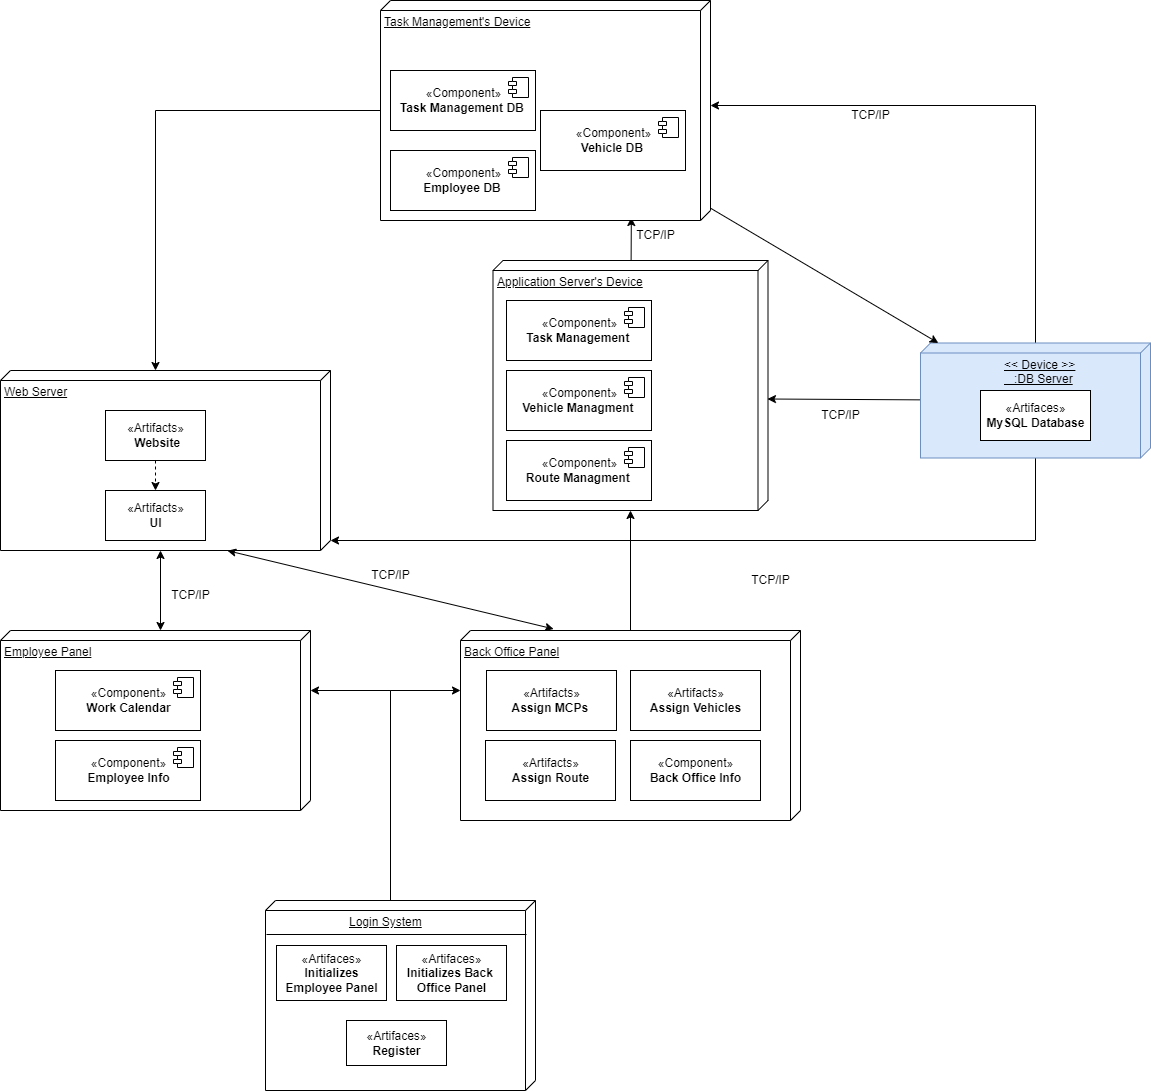 Task Management's Device
«Component»
Task Management DB
«Component»
Vehicle DB
«Component»
Employee DB
TCP/IP
TCP/IP
Application Server's Device
«Component»
Task Management
«Component»
Vehicle Managment
«Component»
Route Managment
<< Device >>
:DB Server
«Artifaces»
MySQL Database
TCP/IP
Web Server
«Artifacts»
Website
«Artifacts»
UI
TCP/IP
TCP/IP
TCP/IP
Employee Panel
«Component»
Work Calendar
«Component»
Employee Info
Back Office Panel
«Artifacts»
Assign MCPs
«Artifacts»
Assign Vehicles
«Artifacts»
Assign Route
«Component»
Back Office Info
Login System
«Artifaces»
Initializes
Employee Panel
«Artifaces»
Initializes Back
Office Panel
«Artifaces»
Register